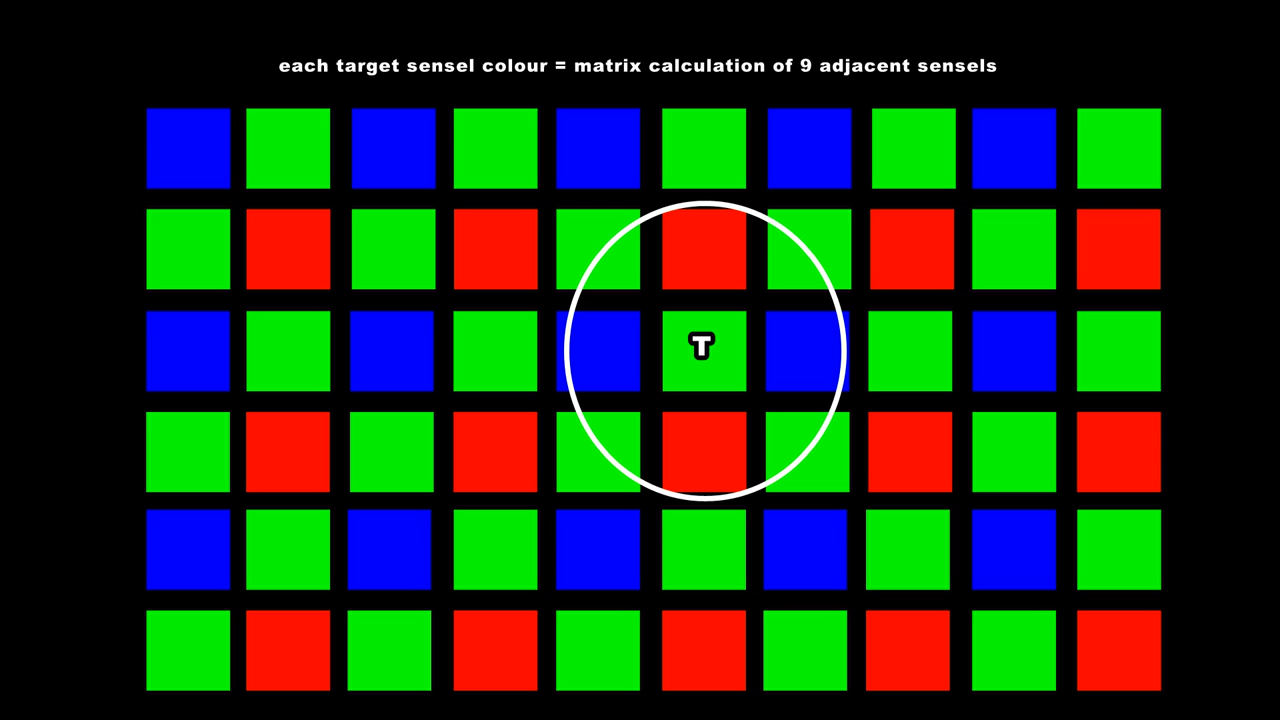 each target sensel colour = matrix calculation of 9 adjacent sensels
T